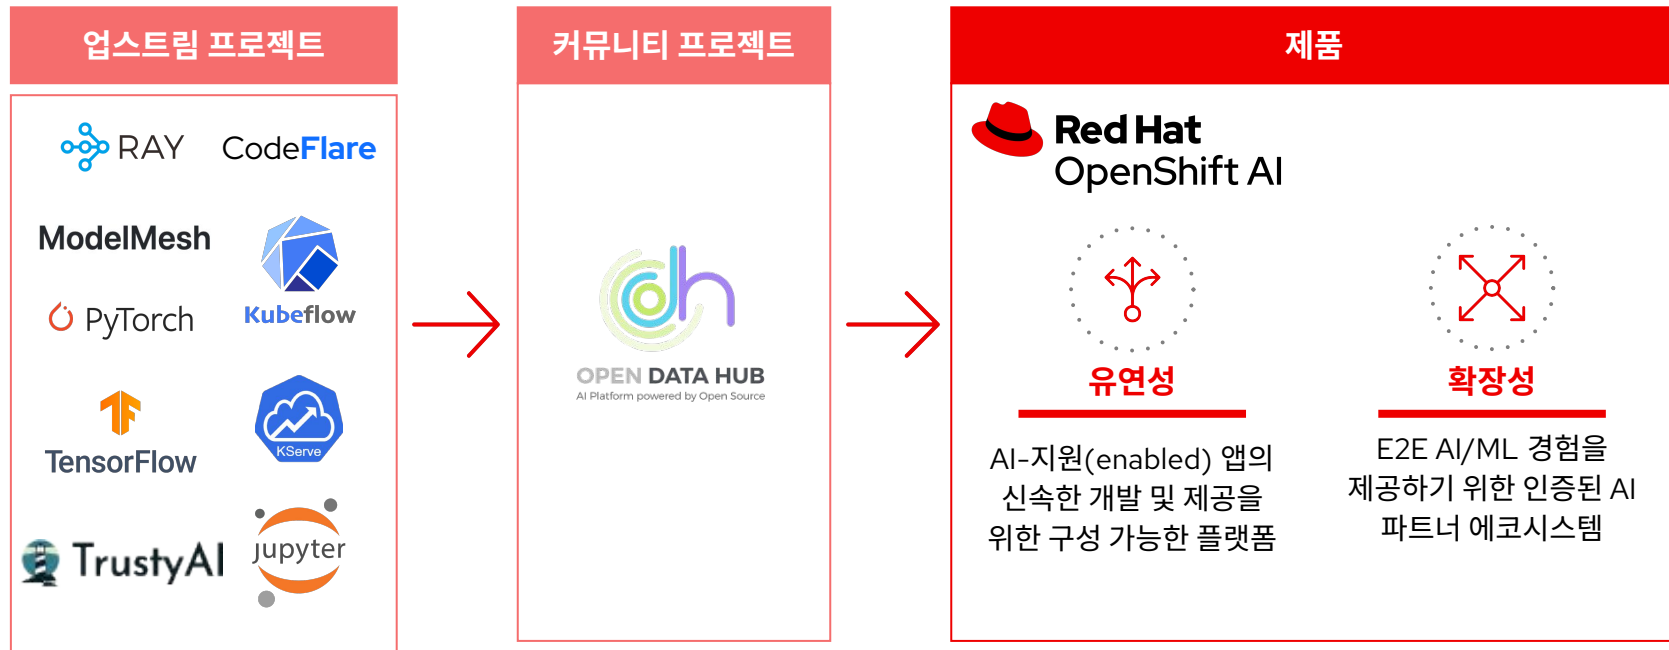 업스트림 프로젝트
RAY
CodeFlare
ModelMesh
Kubeflow
PyTorch
TensorFlow
KServe
TrustyAI
jupyter
커뮤니티 프로젝트
odh
OPEN DATA HUB
AI Platform powered by Open Source
제품
Red Hat
OpenShift AI
유연성
AI-지원(enabled) 앱의
신속한 개발 및 제공을
위한 구성 가능한 플랫폼
확장성
E2E AI/ML 경험을
제공하기 위한 인증된 AI
파트너 에코시스템